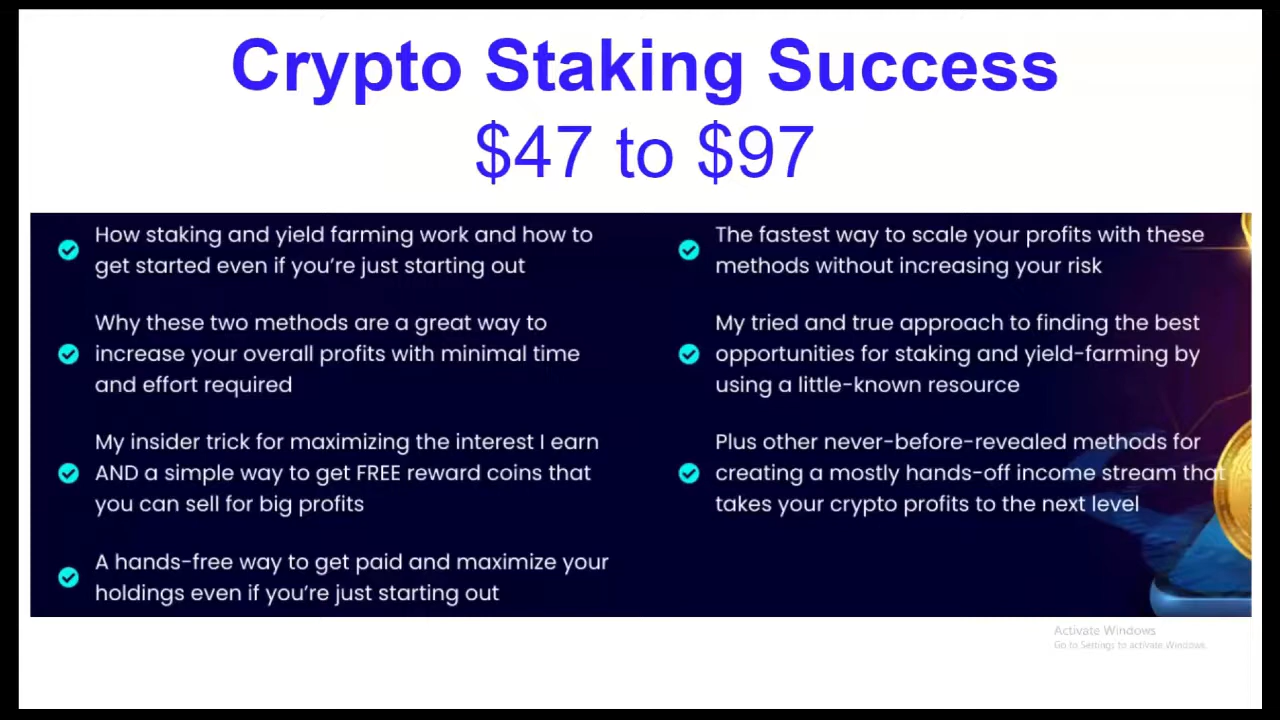 Crypto Staking Success
$47 to $97
How staking and yield farming work and how to
get started even if you're just starting out
Why these two methods are a great way to
increase your overall profits with minimal time
and effort required
My insider trick for maximizing the interest I earn
AND a simple way to get FREE reward coins that
you can sell for big profits
A hands-free way to get paid and maximize your
holdings even if you're just starting out
The fastest way to scale your profits with these
methods without increasing your risk
My tried and true approach to finding the best
opportunities for staking and yield-farming by
using a little-known resource
Plus other never-before-revealed methods for
creating a mostly hands-off income stream that
takes your crypto profits to the next level
Activate Windows
Go to Settings to activate Windows.